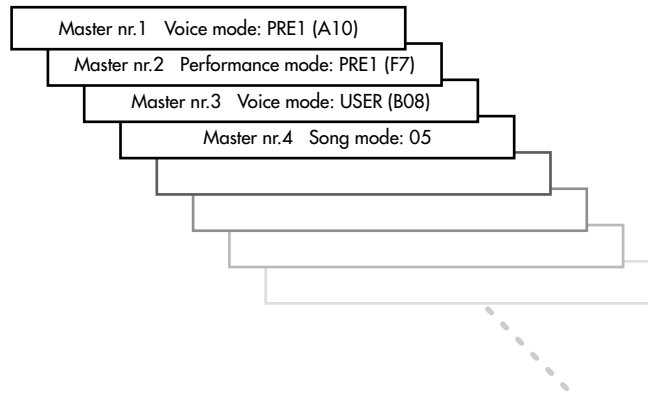 Master nr.1 Voice mode: PRE1 (A10)
Master nr.2 Performance mode: PRE1 (F7)
Master nr.3 Voice mode: USER (B08)
Master nr.4 Song mode: 05